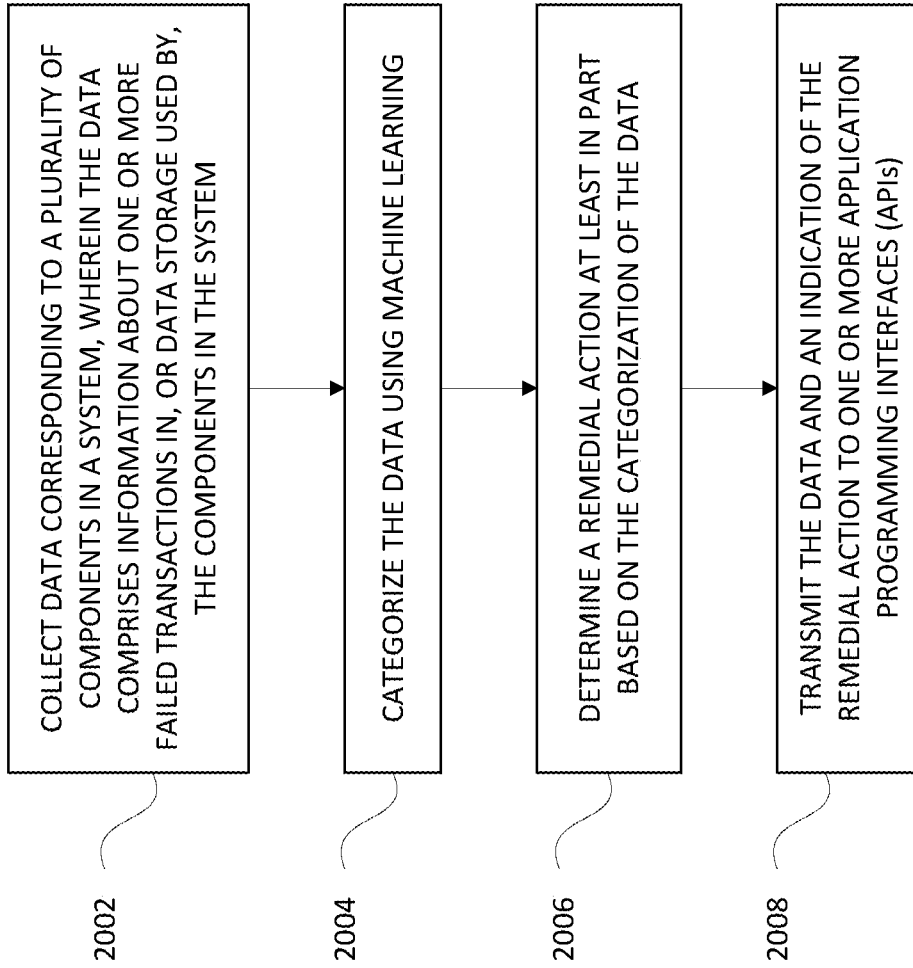 2002
COLLECT DATA CORRESPONDING TO A PLURALITY OF
COMPONENTS IN A SYSTEM, WHEREIN THE DATA
COMPRISES INFORMATION ABOUT ONE OR MORE
FAILED TRANSACTIONS IN, OR DATA STORAGE USED BY,
THE COMPONENTS IN THE SYSTEM
2004
CATEGORIZE THE DATA USING MACHINE LEARNING
2006
DETERMINE A REMEDIAL ACTION AT LEAST IN PART
BASED ON THE CATEGORIZATION OF THE DATA
2008
TRANSMIT THE DATA AND AN INDICATION OF THE
REMEDIAL ACTION TO ONE OR MORE APPLICATION
PROGRAMING INTERFACES (APIs)